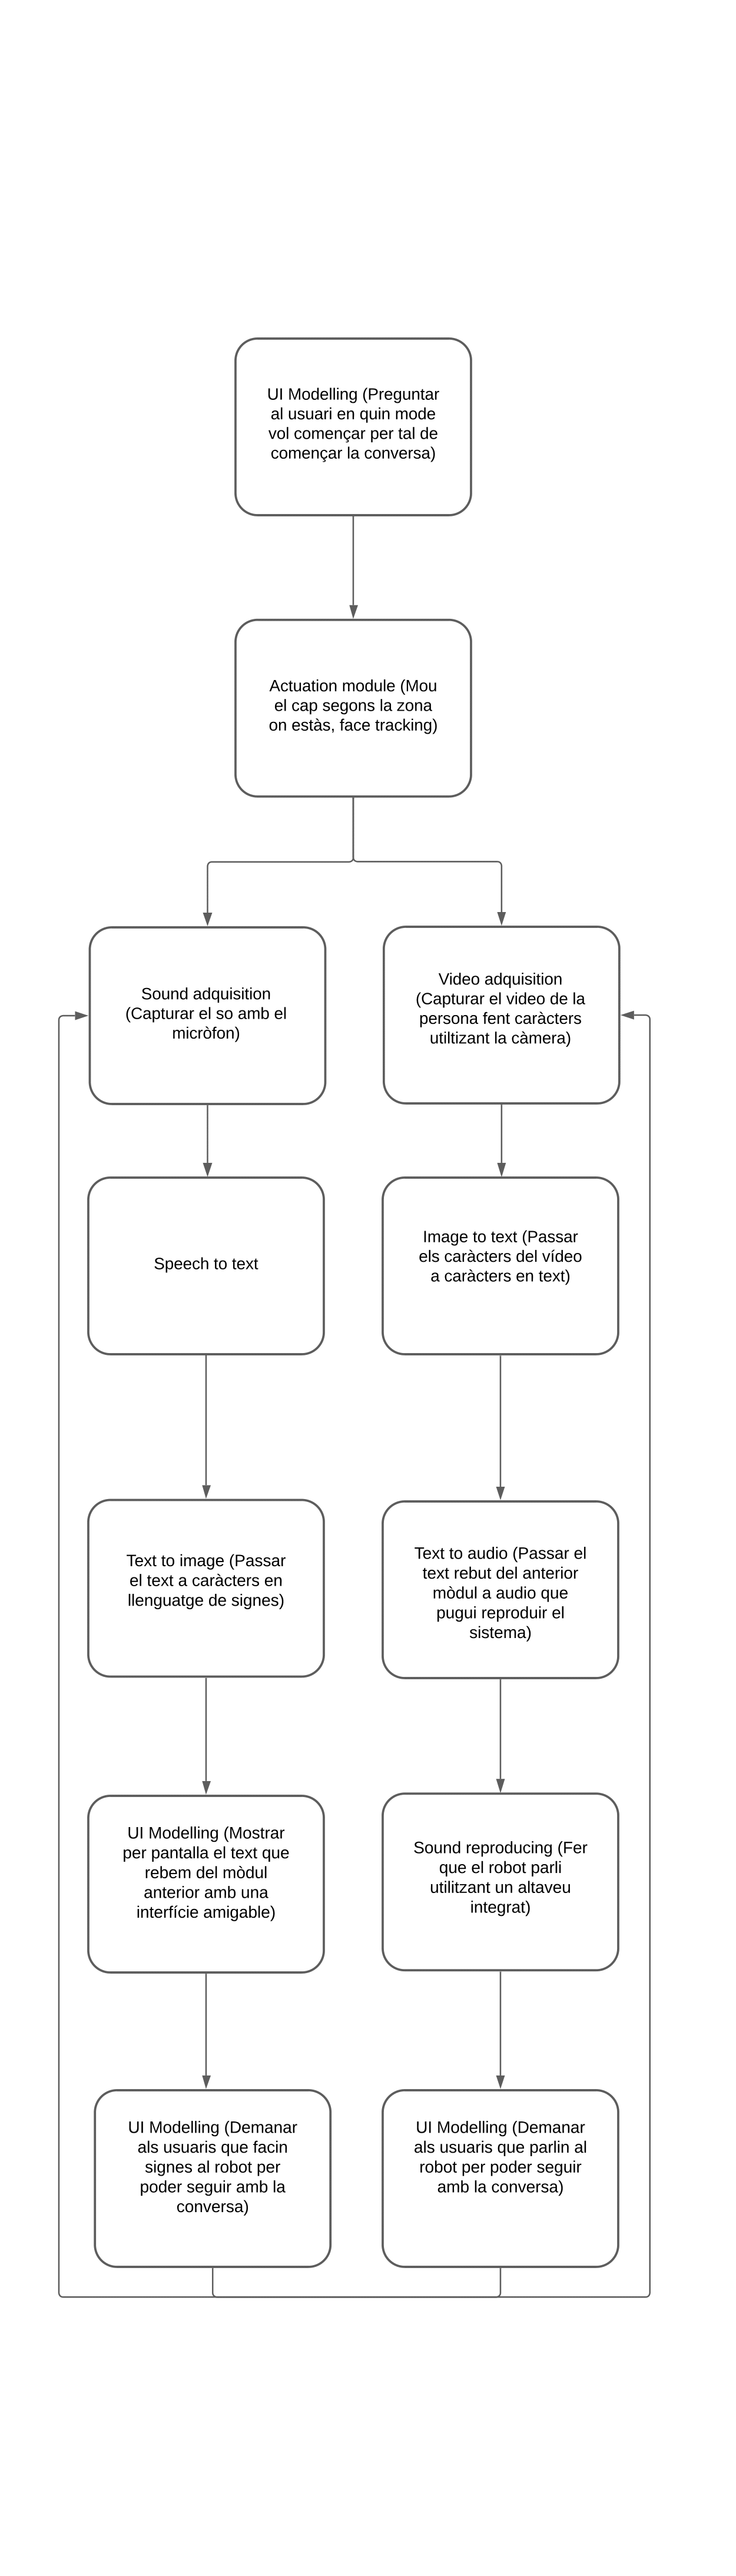 UI Modelling (Preguntar
al usuari en quin mode
vol començar per tal de
començar la conversa)
Actuation module (Mou
el cap segons la zona
on estàs, face tracking)
Sound adquisition
(Capturar el so amb el
micròfon)
Video adquisition
(Capturar el video de la
persona fent caràcters
utiltizant la càmera)
Speech to text
Image to text (Passar
els caràcters del vídeo
a caràcters en text)
Text to image (Passar
el text a caràcters en
llenguatge de signes)
Text to audio (Passar el
text rebut del anterior
mòdul a audio que
pugui reproduir el
sistema)
UI Modelling (Mostrar
per pantalla el text que
rebem del mòdul
anterior amb una
interfície amigable)
Sound reproducing (Fer
que el robot parli
utilitzant un altaveu
integrat)
UI Modelling (Demanar
als usuaris que facin
signes al robot per
poder seguir amb la
conversa)
UI Modelling (Demanar
als usuaris que parlin al
robot per poder seguir
amb la conversa)